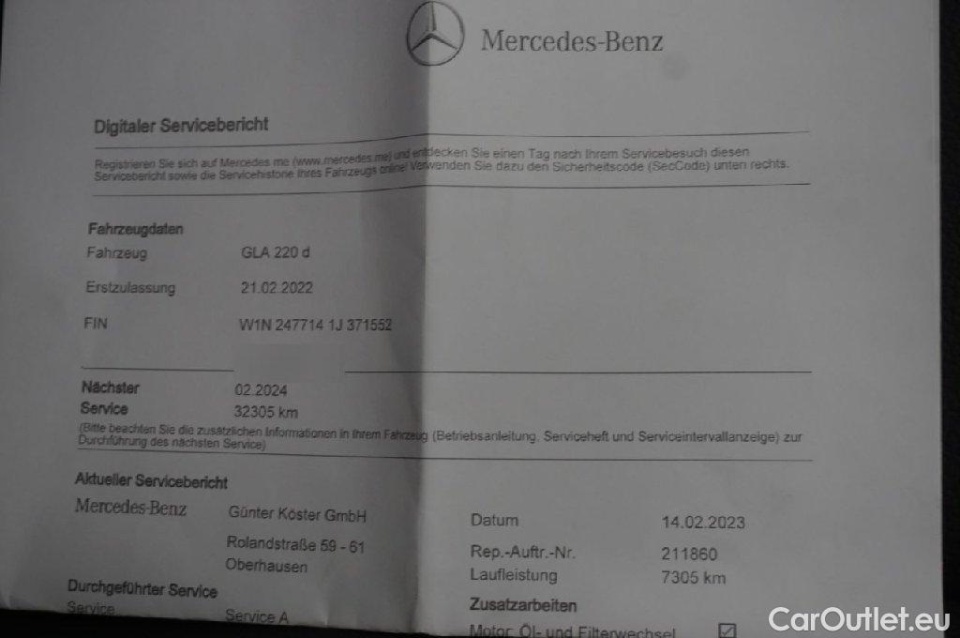 Mercedes-Benz
Digitaler Servicebericht
Registrieren Sie sich auf Mercedes me (www.mercedes.me) und entdecken Sie einen Tag nach Ihrem Servicebesuch diesen
Servicebericht sowie die Servicehistorie Ihres Fahrzeugs online! Verwenden Sie dazu den Sicherheitscode (SecCode) unten rechts.
Fahrzeugdaten
Fahrzeug GLA 220 d
Erstzulassung 21.02.2022
FIN W1N 247714 1J 371552
Nächster 02.2024
Service 32305 km
(Bitte beachten Sie die zusätzlichen Informationen in Ihrem Fahrzeug (Betriebsanleitung, Serviceheft und Serviceintervallanzeige) zur
Durchführung des nächsten Service)
Aktueller Servicebericht
Mercedes-Benz Günter Köster GmbH
Rolandstraße 59 - 61
Oberhausen
Datum 14.02.2023
Rep.-Auftr.-Nr. 211860
Laufleistung 7305 km
Durchgeführter Service
Service Service A
Zusatzarbeiten
Motor, Öl- und Filterwechsel
CarOutlet.eu